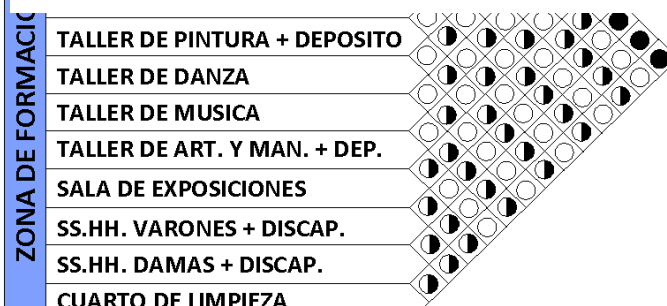 ZONA DE FORMACIO
TALLER DE PINTURA + DEPOSITO
TALLER DE DANZA
TALLER DE MUSICA
TALLER DE ART. Y MAN. + DEP.
SALA DE EXPOSICIONES
SS.HH. VARONES + DISCAP.
SS.HH. DAMAS + DISCAP.
CUARTO DE LIMPIEZA